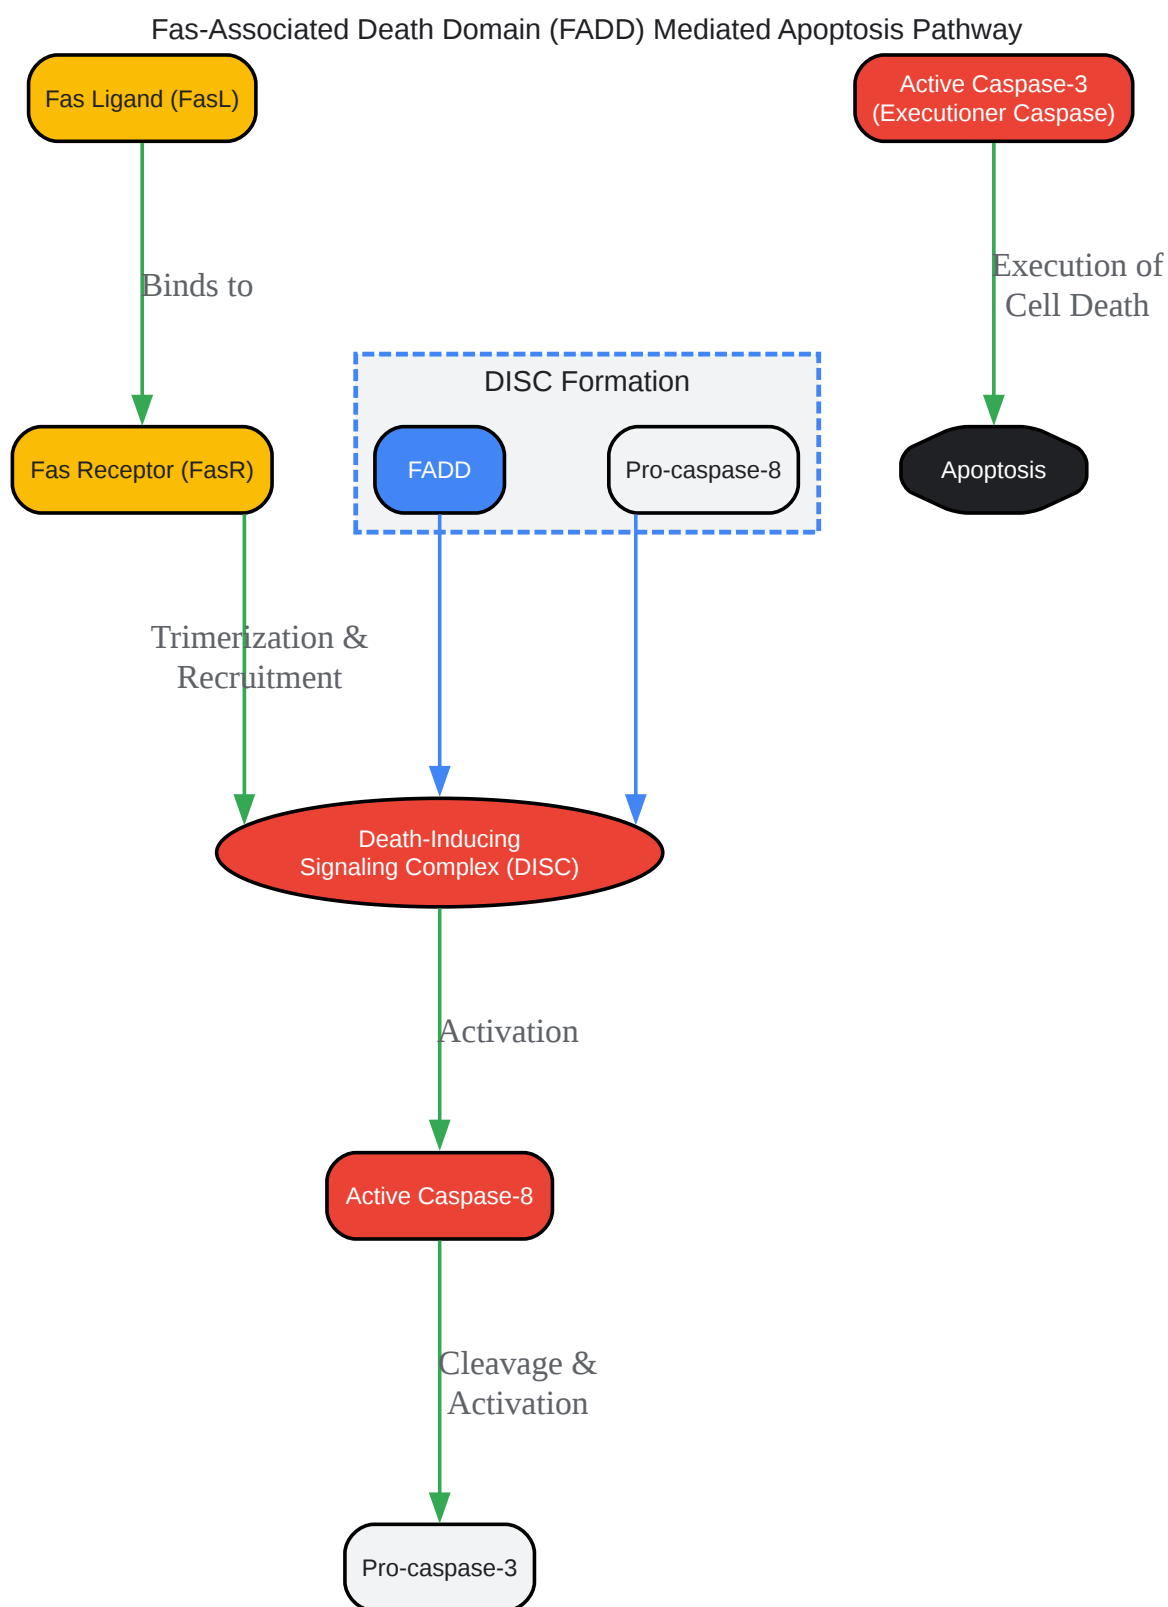 Fas-Associated Death Domain (FADD) Mediated Apoptosis Pathway
Fas Ligand (FasL)
Active Caspase-3
(Executioner Caspase)
Binds to
Execution of
Cell Death
DISC Formation
Fas Receptor (FasR)
FADD
Pro-caspase-8
Apoptosis
Trimerization &
Recruitment
Death-Inducing
Signaling Complex (DISC)
Activation
Active Caspase-8
Cleavage &
Activation
Pro-caspase-3